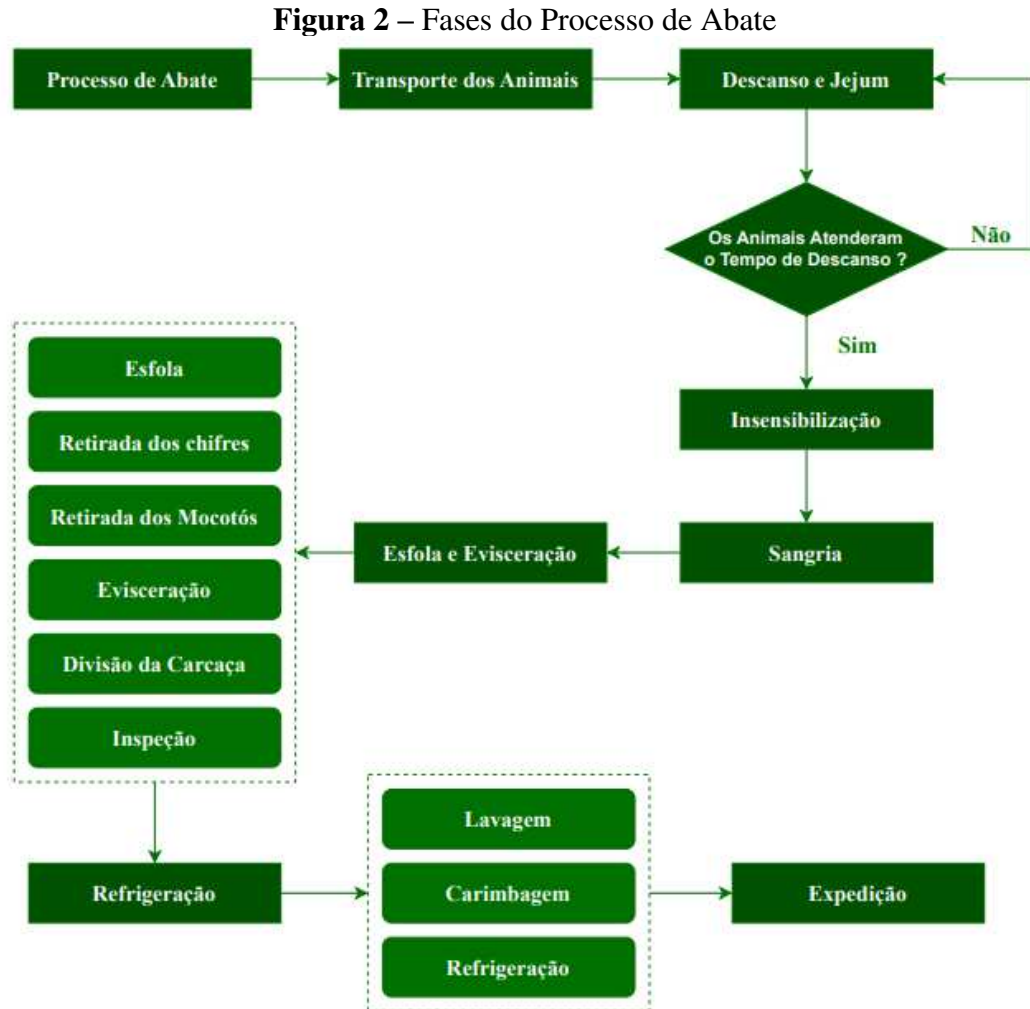 Figura 2 – Fases do Processo de Abate
Processo de Abate
Transporte dos Animais
Descanso e Jejum
Os Animais Atenderam
o Tempo de Descanso ?
Não
Sim
Insensibilização
Sangria
Esfola e Evisceração
Esfola
Retirada dos chifres
Retirada dos Mocotós
Evisceração
Divisão da Carcaça
Inspeção
Refrigeração
Lavagem
Carimbagem
Refrigeração
Expedição